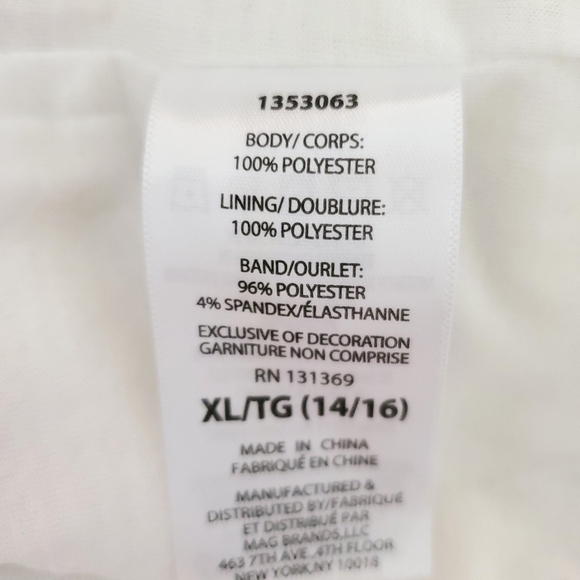 1353063
BODY/ CORPS:
100% POLYESTER
LINING/ DOUBLURE:
100% POLYESTER
BAND/OURLET:
96% POLYESTER
4% SPANDEX/ÉLASTHANNE
EXCLUSIVE OF DECORATION
GARNITURE NON COMPRISE
RN 131369
XL/TG (14/16)
MADE IN CHINA
FABRIQUÉ EN CHINE
MANUFACTURED &
DISTRIBUTED BY/FABRIQUÉ
ET DISTRIBUÉ PAR
MAG BRANDS,LLC
463 7TH AVE .4TH FLOOR
NEW YORK,NY 10018